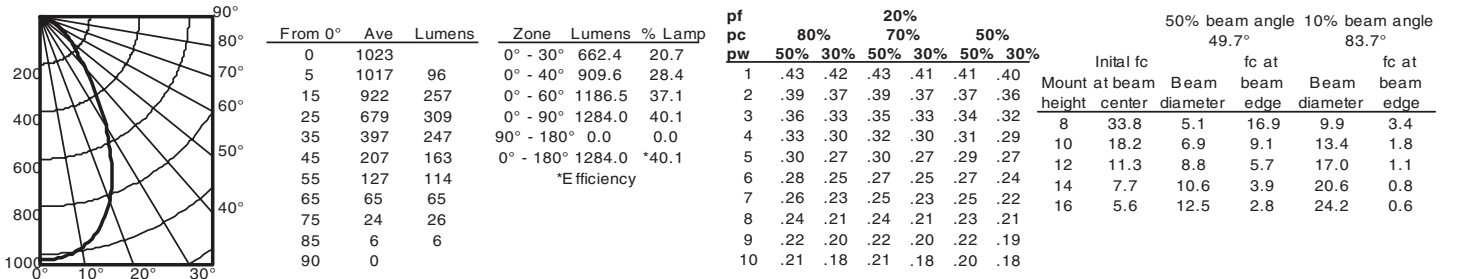 90°
80°
70°
60°
50°
40°
200
400
600
800
1000
0° 10° 20° 30°
From 0° Ave Lumens
0 1023
5 1017 96
15 922 257
25 679 309
35 397 247
45 207 163
55 127 114
65 65 65
75 24 26
85 6 6
90 0
Zone Lumens % Lamp
0° - 30° 662.4 20.7
0° - 40° 909.6 28.4
0° - 60° 1186.5 37.1
0° - 90° 1284.0 40.1
90° - 180° 0.0 0.0
0° - 180° 1284.0 *40.1
*Efficiency
pf 20%
pc 80% 70% 50%
pw 50% 30% 50% 30% 50% 30%
1 .43 .42 .43 .41 .41 .40
2 .39 .37 .39 .37 .37 .36
3 .36 .33 .35 .33 .34 .32
4 .33 .30 .32 .30 .31 .29
5 .30 .27 .30 .27 .29 .27
6 .28 .25 .27 .25 .27 .24
7 .26 .23 .25 .23 .25 .22
8 .24 .21 .24 .21 .23 .21
9 .22 .20 .22 .20 .22 .19
10 .21 .18 .21 .18 .20 .18
50% beam angle 10% beam angle
49.7° 83.7°
Inital fc fc at fc at
Mount at beam Beam beam Beam beam
height center diameter edge diameter edge
8 33.8 5.1 16.9 9.9 3.4
10 18.2 6.9 9.1 13.4 1.8
12 11.3 8.8 5.7 17.0 1.1
14 7.7 10.6 3.9 20.6 0.8
16 5.6 12.5 2.8 24.2 0.6